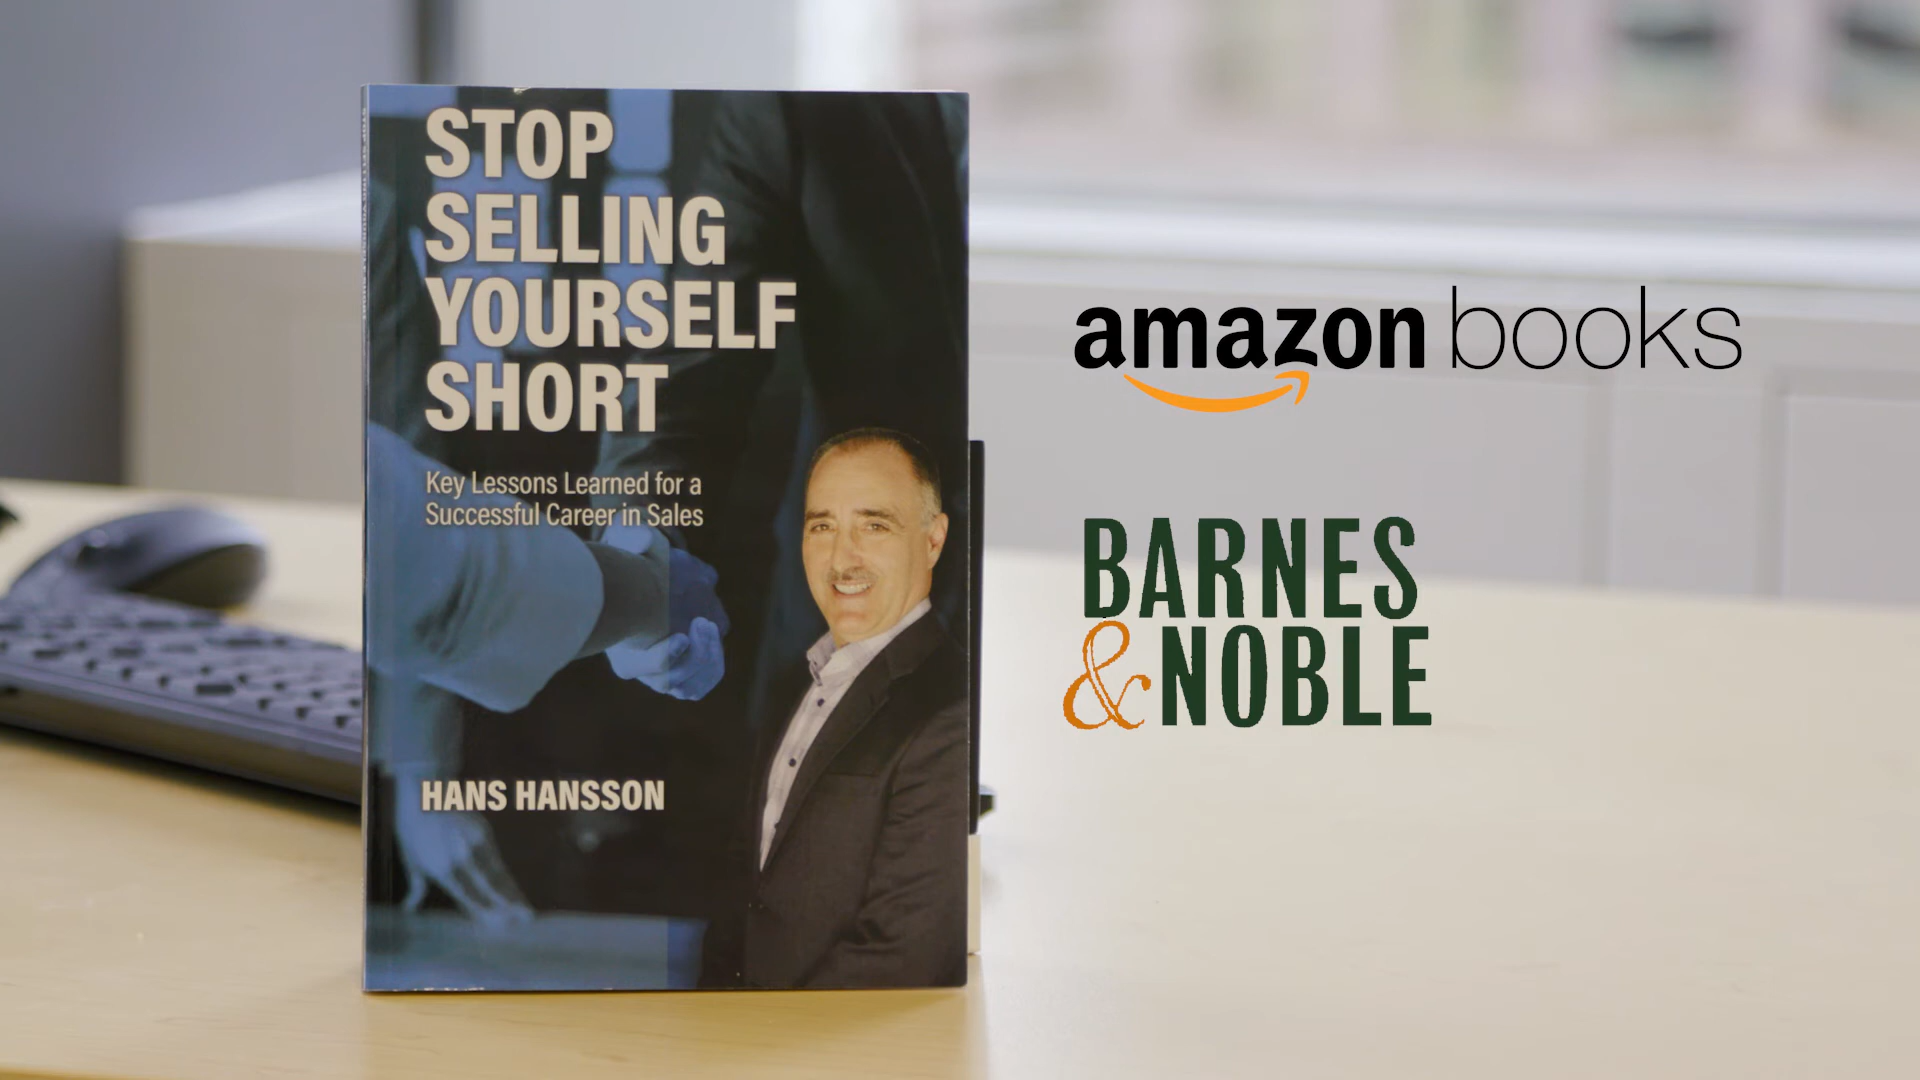 STOP
SELLING
YOURSELF
SHORT
Key Lessons Learned for a
Successful Career in Sales
HANS HANSSON
amazon books
BARNES
& NOBLE